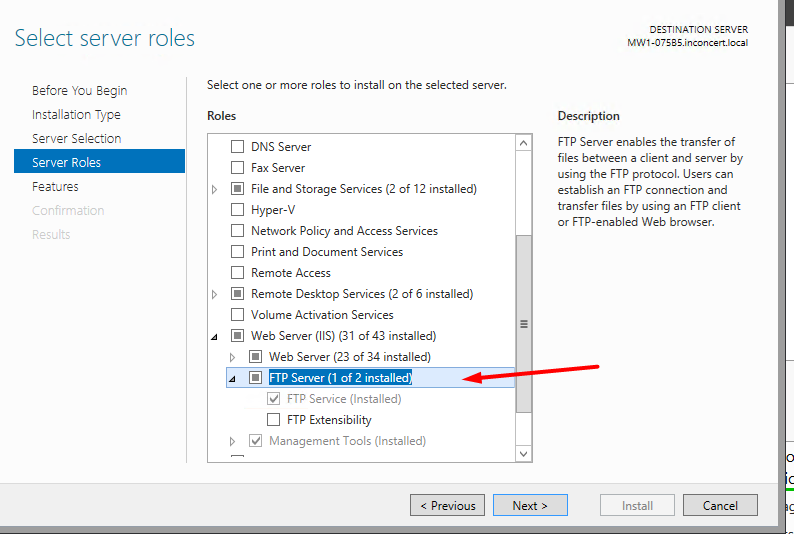 Select server roles
DESTINATION SERVER
MW1-075B5.inconcert.local
Before You Begin
Installation Type
Server Selection
Server Roles
Features
Confirmation
Results
Select one or more roles to install on the selected server.
Roles
DNS Server
Fax Server
File and Storage Services (2 of 12 installed)
Hyper-V
Network Policy and Access Services
Print and Document Services
Remote Access
Remote Desktop Services (2 of 6 installed)
Volume Activation Services
Web Server (IIS) (31 of 43 installed)
Web Server (23 of 34 installed)
FTP Server (1 of 2 installed)
FTP Service (Installed)
FTP Extensibility
Management Tools (Installed)
Description
FTP Server enables the transfer of
files between a client and server by
using the FTP protocol. Users can
establish an FTP connection and
transfer files by using an FTP client
or FTP-enabled Web browser.
< Previous
Next >
Install
Cancel